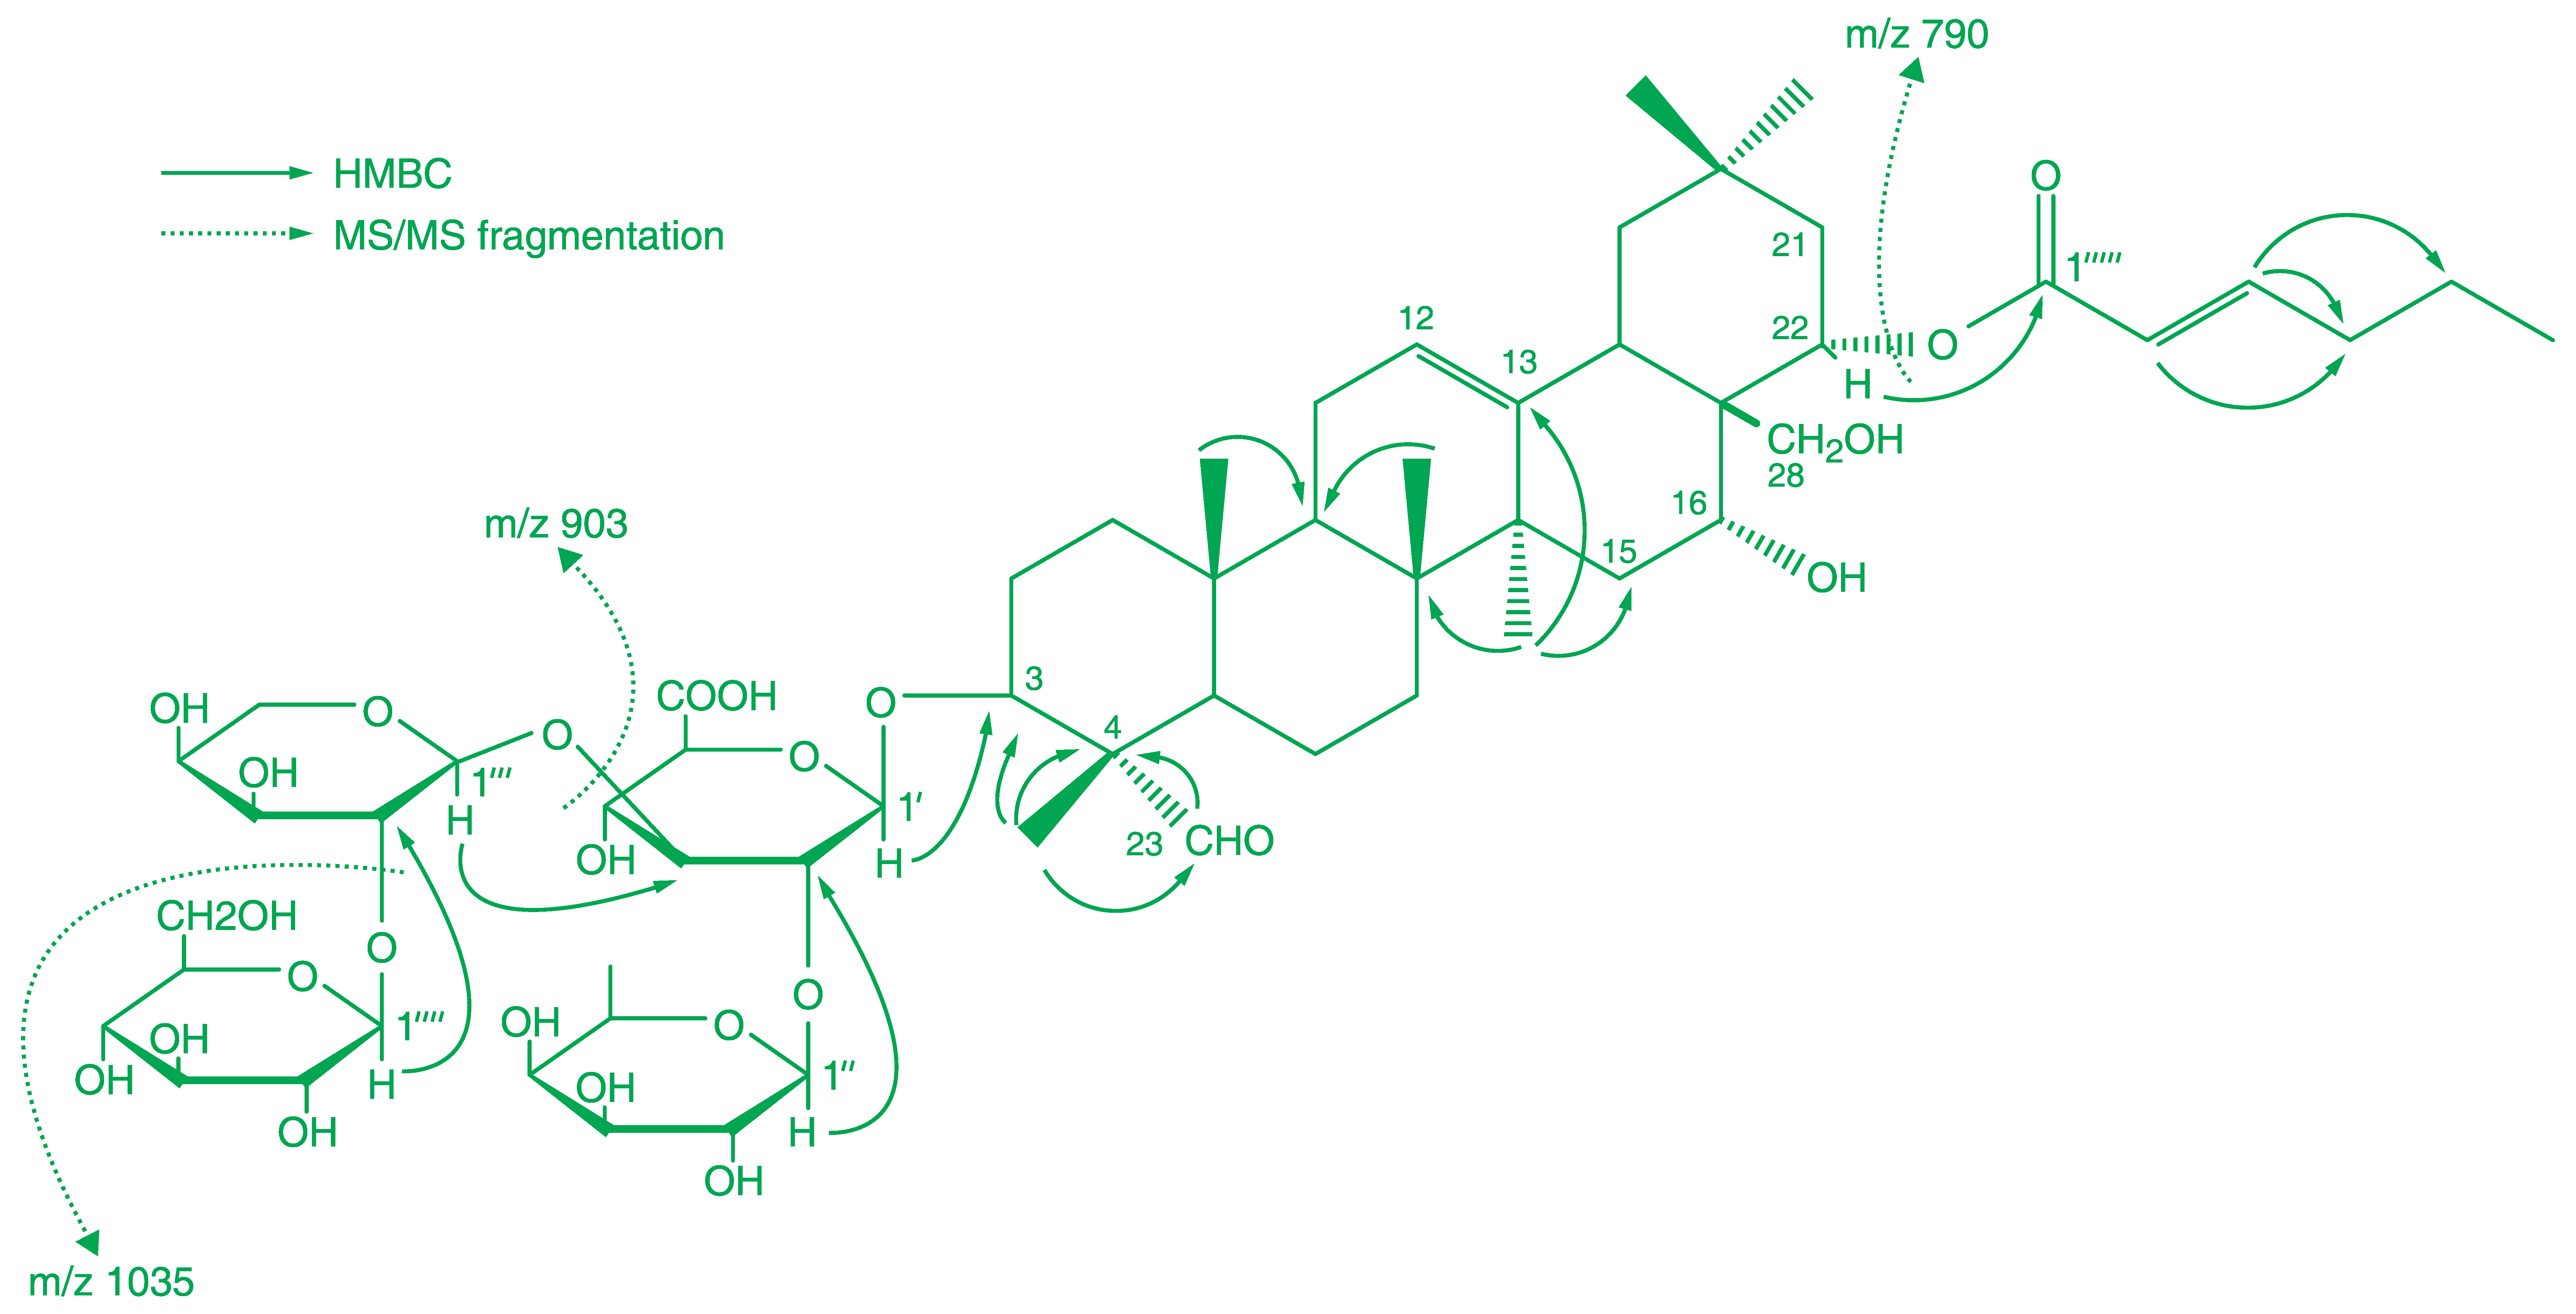 m/z 790
HMBC
MS/MS fragmentation
O
1′′′′′
21
22
O
12
13
H
CH2OH
28
16
15
OH
m/z 903
3
4
O
COOH
OH
O
O
O
1′′′
OH
H
1′
H
OH
23
CHO
CH2OH
O
O
O
1′′′′
OH
OH
H
OH
OH
O
1′′
OH
H
OH
m/z 1035